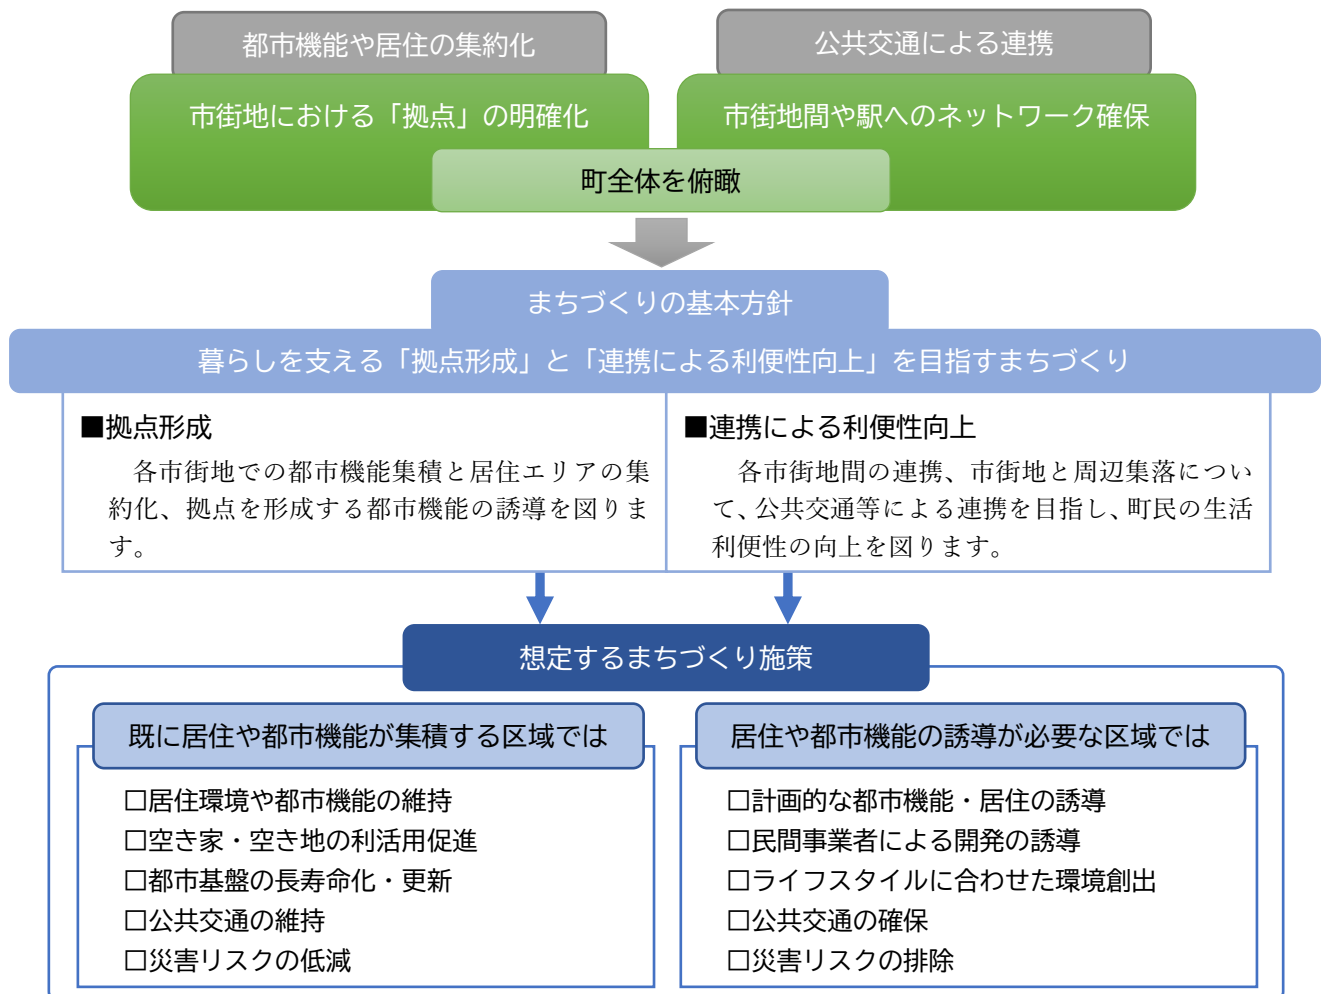 都市機能や居住の集約化
公共交通による連携
市街地における「拠点」の明確化
市街地間や駅へのネットワーク確保
町全体を俯瞰
まちづくりの基本方針
暮らしを支える「拠点形成」と「連携による利便性向上」を目指すまちづくり
■拠点形成
各市街地での都市機能集積と居住エリアの集
約化、拠点を形成する都市機能の誘導を図りま
す。
■連携による利便性向上
各市街地間の連携、市街地と周辺集落につい
て、公共交通等による連携を目指し、町民の生活
利便性の向上を図ります。
想定するまちづくり施策
既に居住や都市機能が集積する区域では
□居住環境や都市機能の維持
□空き家・空き地の利活用促進
□都市基盤の長寿命化・更新
□公共交通の維持
□災害リスクの低減
居住や都市機能の誘導が必要な区域では
□計画的な都市機能・居住の誘導
□民間事業者による開発の誘導
□ライフスタイルに合わせた環境創出
□公共交通の確保
□災害リスクの排除